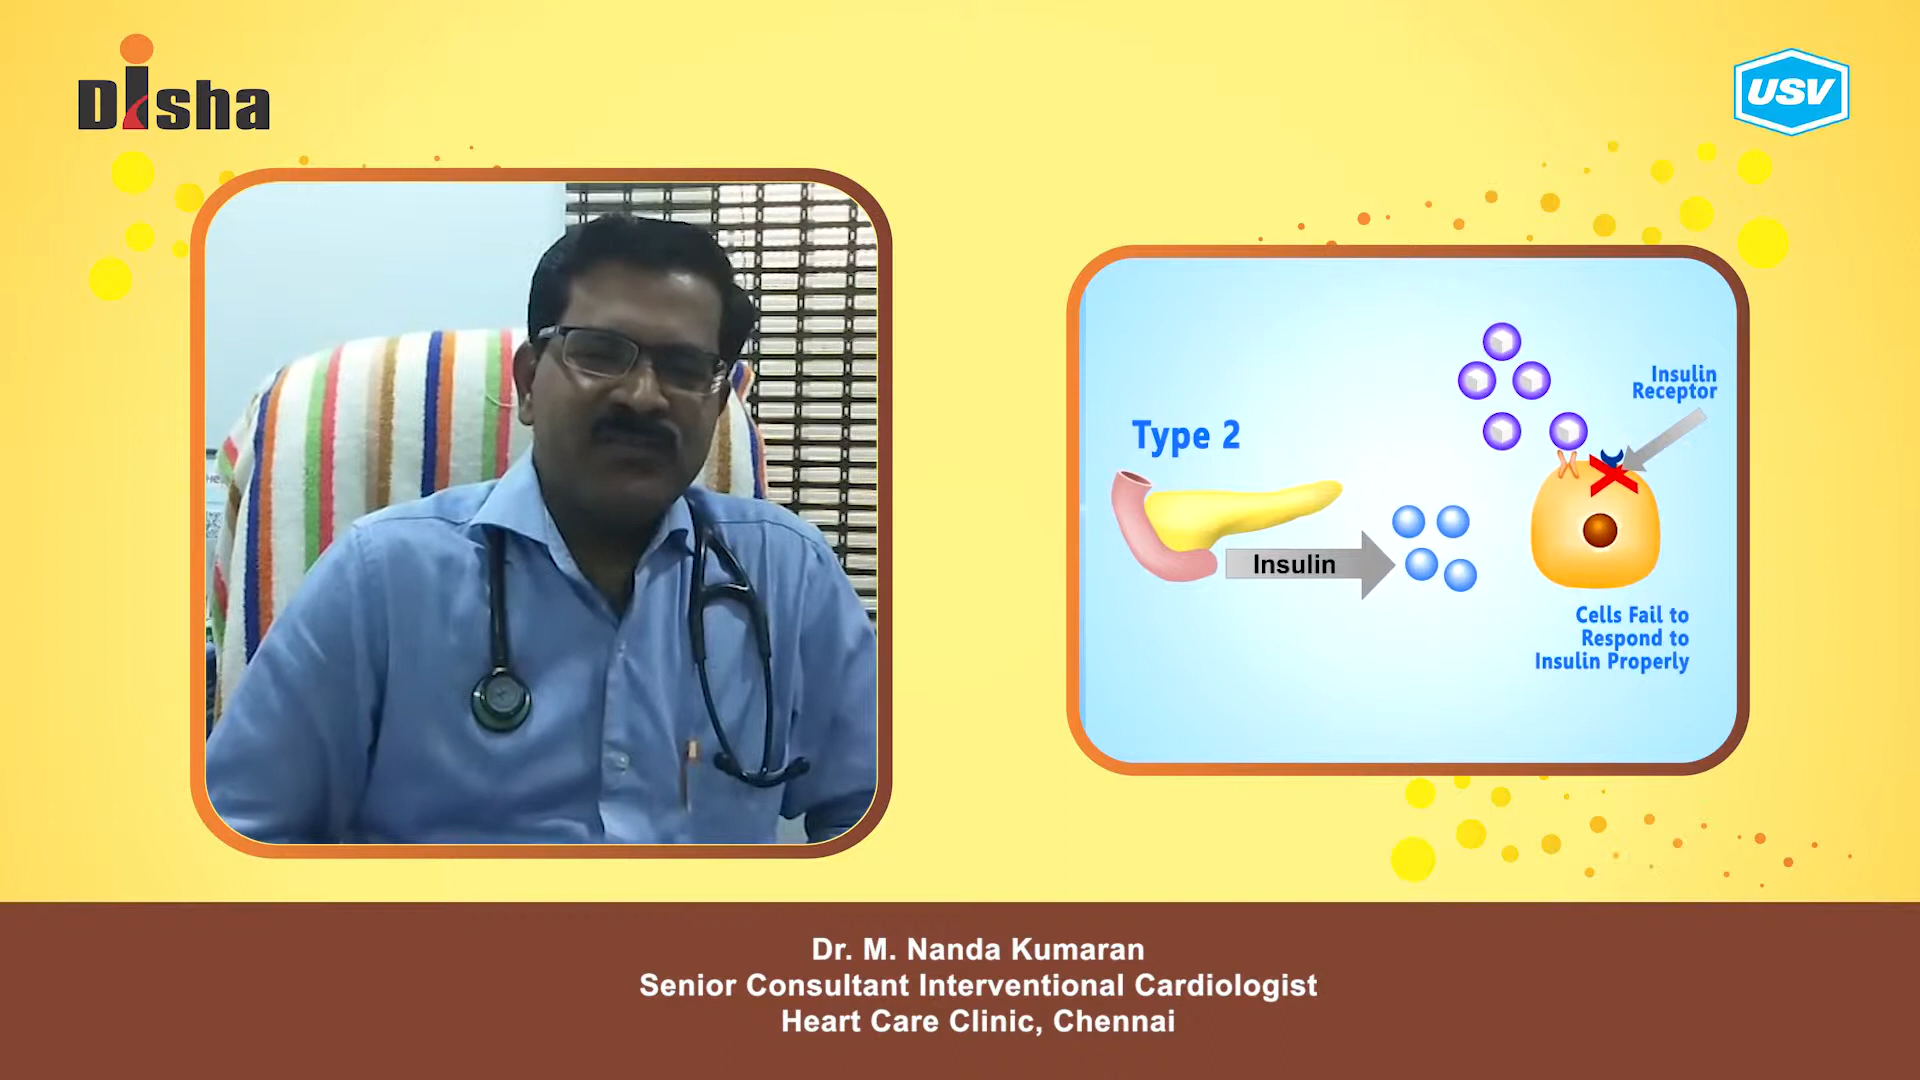 Disha
USV
Type 2
Insulin
Receptor
Insulin
Cells Fail to
Respond to
Insulin Properly
Dr. M. Nanda Kumaran
Senior Consultant Interventional Cardiologist
Heart Care Clinic, Chennai